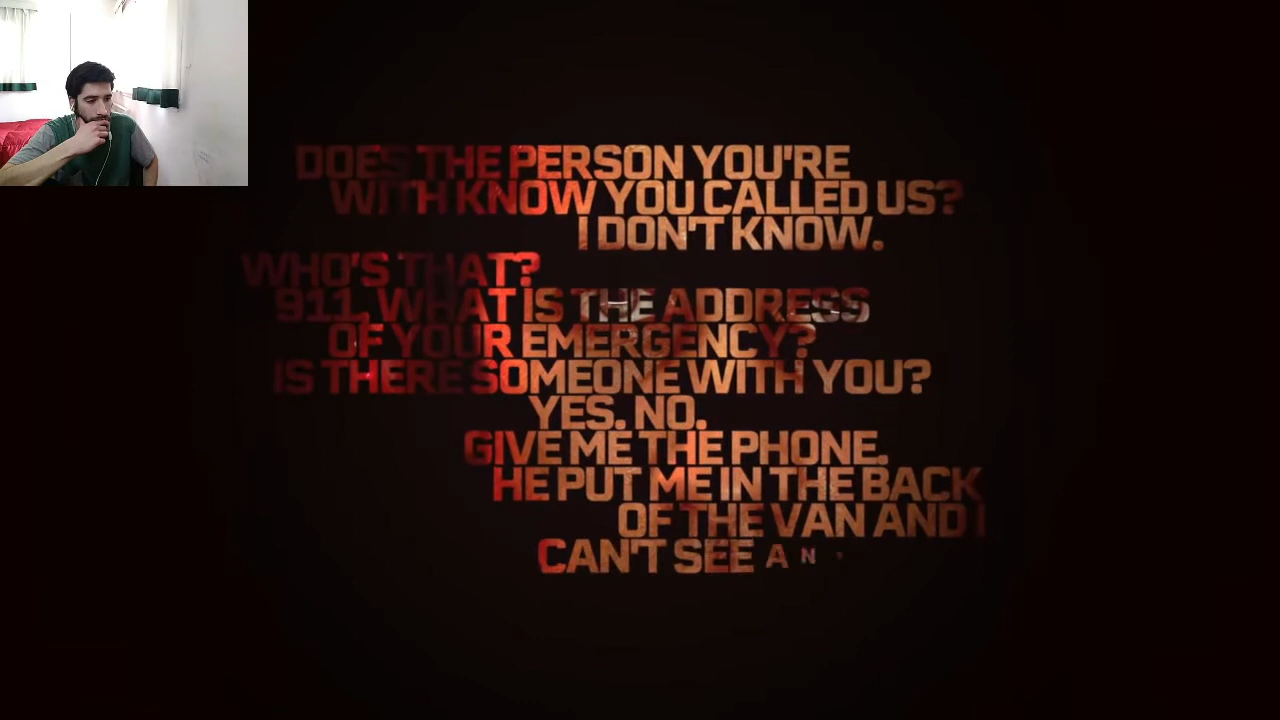 DOES THE PERSON YOU'RE
WITH KNOW YOU CALLED US?
I DON'T KNOW.
WHO'S THAT?
911, WHAT IS THE ADDRESS
OF YOUR EMERGENCY?
IS THERE SOMEONE WITH YOU?
YES. NO.
GIVE ME THE PHONE.
HE PUT ME IN THE BACK
OF THE VAN AND I
CAN'T SEE AN